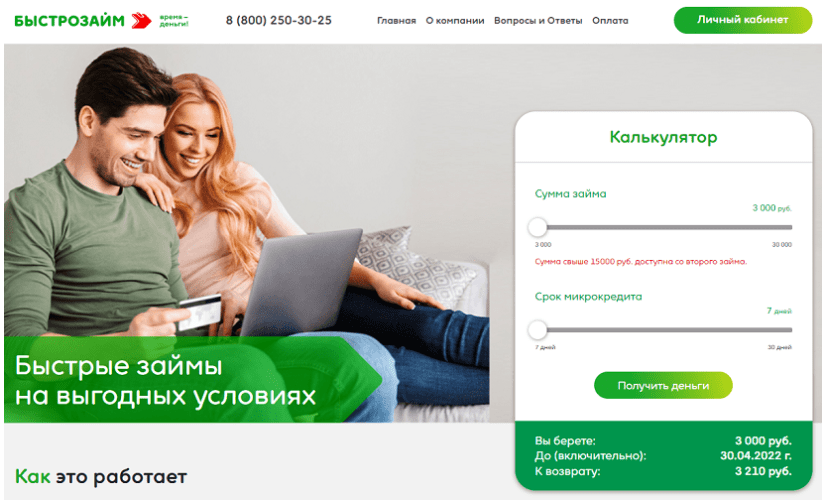 БЫСТРОЗАЙМ
время –
деньги!
8 (800) 250-30-25
Главная О компании Вопросы и Ответы Оплата
Личный кабинет
Калькулятор
Сумма займа
3 000 руб.
3 000 30 000
Сумма свыше 15000 руб. доступна со второго займа.
Срок микрокредита
7 дней
7 дней 30 дней
Получить деньги
Вы берете: 3 000 руб.
До (включительно): 30.04.2022 г.
К возврату: 3 210 руб.
Быстрые займы
на выгодных условиях
Как это работает